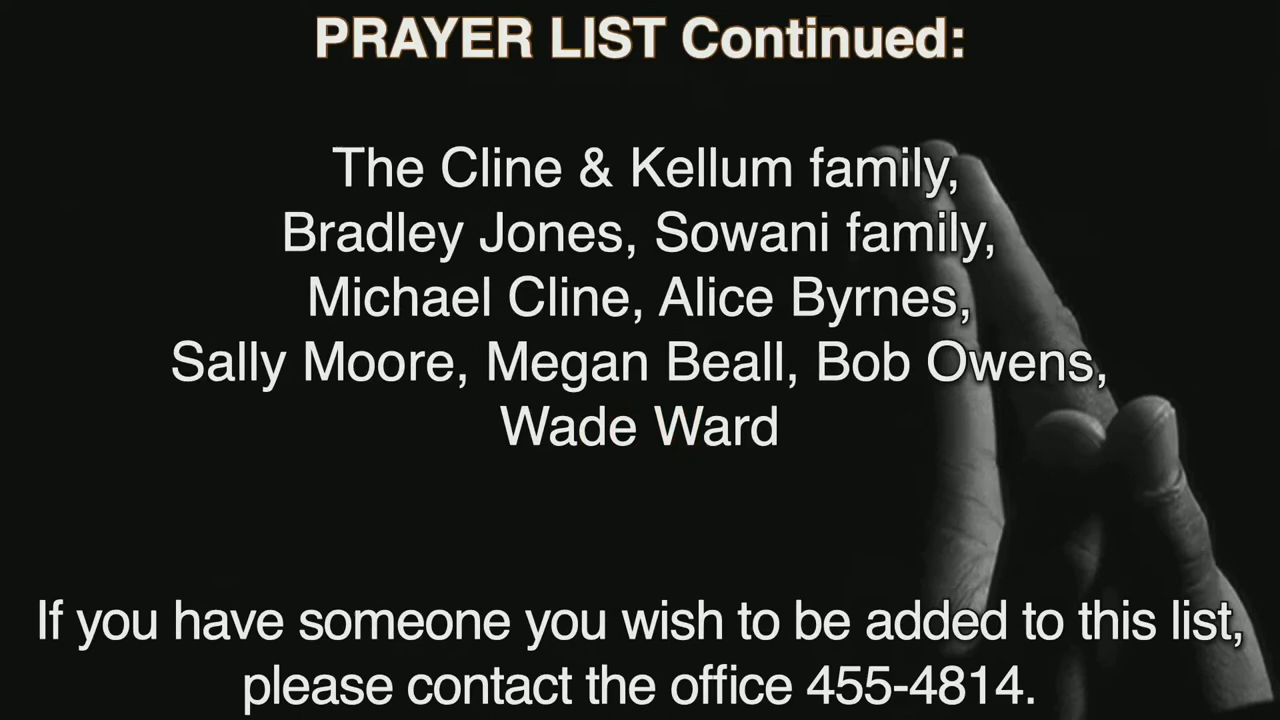 PRAYER LIST Continued:
The Cline & Kellum family,
Bradley Jones, Sowani family,
Michael Cline, Alice Byrnes,
Sally Moore, Megan Beall, Bob Owens,
Wade Ward
If you have someone you wish to be added to this list,
please contact the office 455-4814.